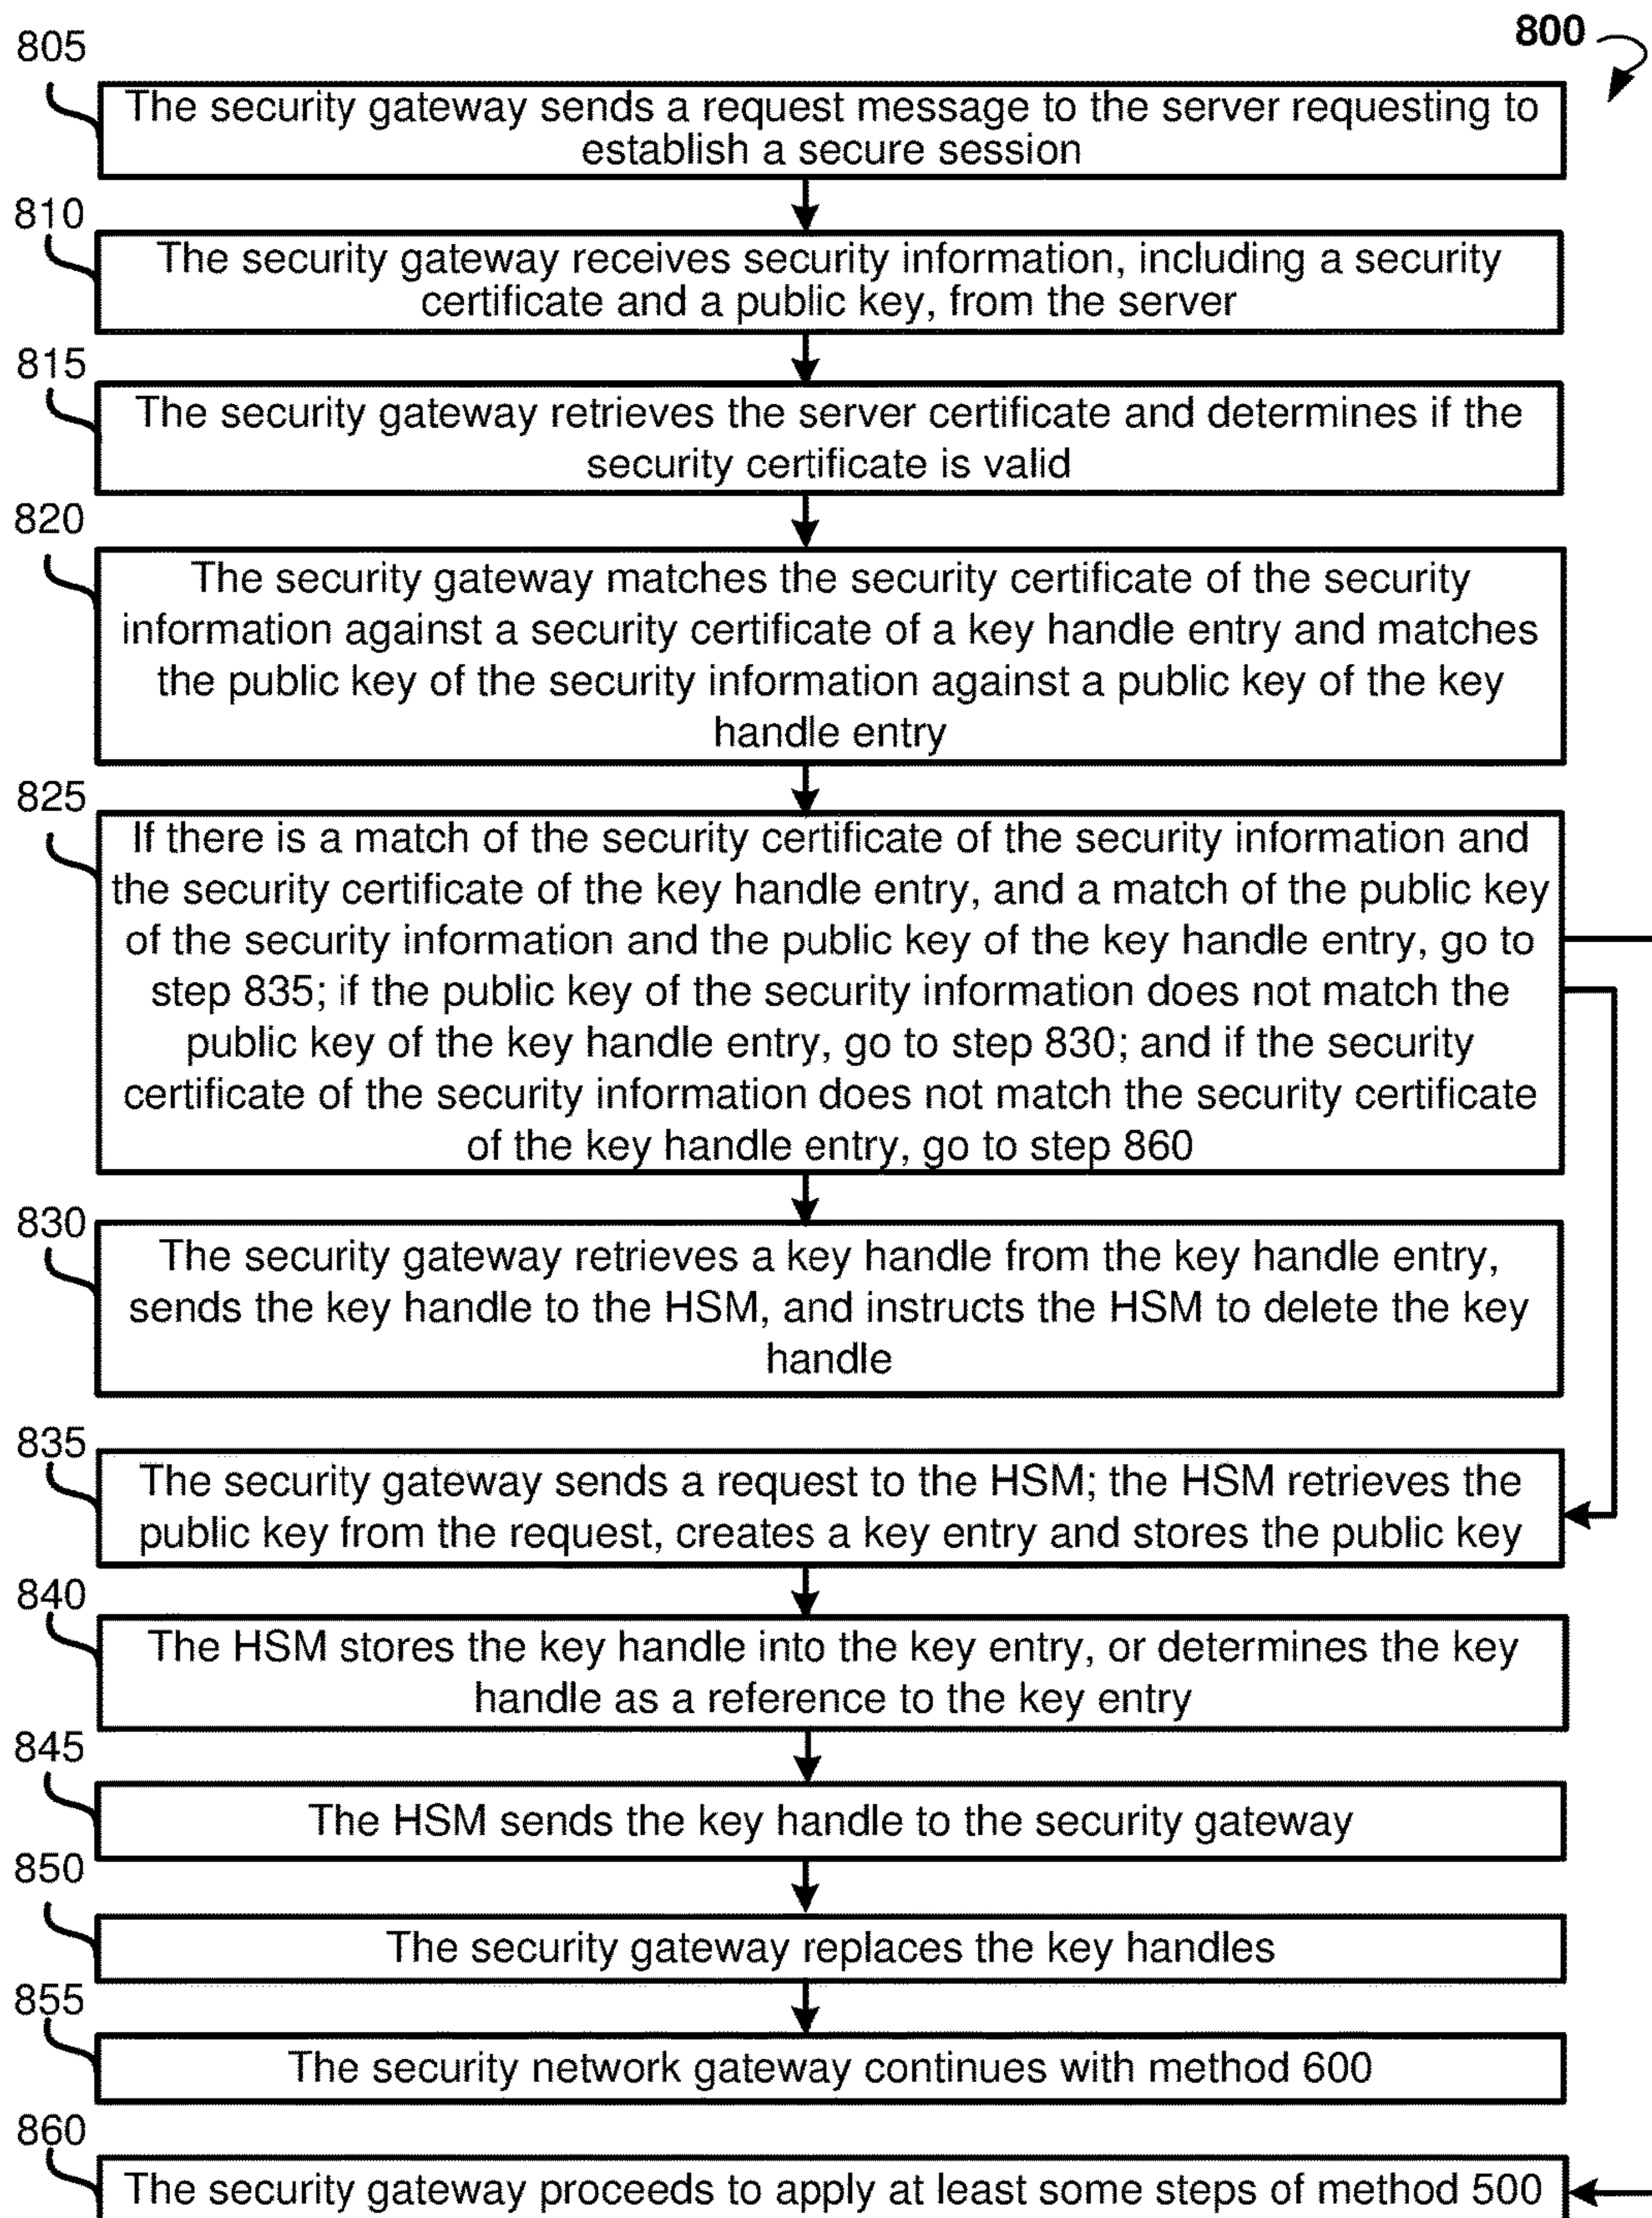 800
805
The security gateway sends a request message to the server requesting to
establish a secure session
810
The security gateway receives security information, including a security
certificate and a public key, from the server
815
The security gateway retrieves the server certificate and determines if the
security certificate is valid
820
The security gateway matches the security certificate of the security
information against a security certificate of a key handle entry and matches
the public key of the security information against a public key of the key
handle entry
825
If there is a match of the security certificate of the security information and
the security certificate of the key handle entry, and a match of the public key
of the security information and the public key of the key handle entry, go to
step 835; if the public key of the security information does not match the
public key of the key handle entry, go to step 830; and if the security
certificate of the security information does not match the security certificate
of the key handle entry, go to step 860
830
The security gateway retrieves a key handle from the key handle entry,
sends the key handle to the HSM, and instructs the HSM to delete the key
handle
835
The security gateway sends a request to the HSM; the HSM retrieves the
public key from the request, creates a key entry and stores the public key
840
The HSM stores the key handle into the key entry, or determines the key
handle as a reference to the key entry
845
The HSM sends the key handle to the security gateway
850
The security gateway replaces the key handles
855
The security network gateway continues with method 600
860
The security gateway proceeds to apply at least some steps of method 500